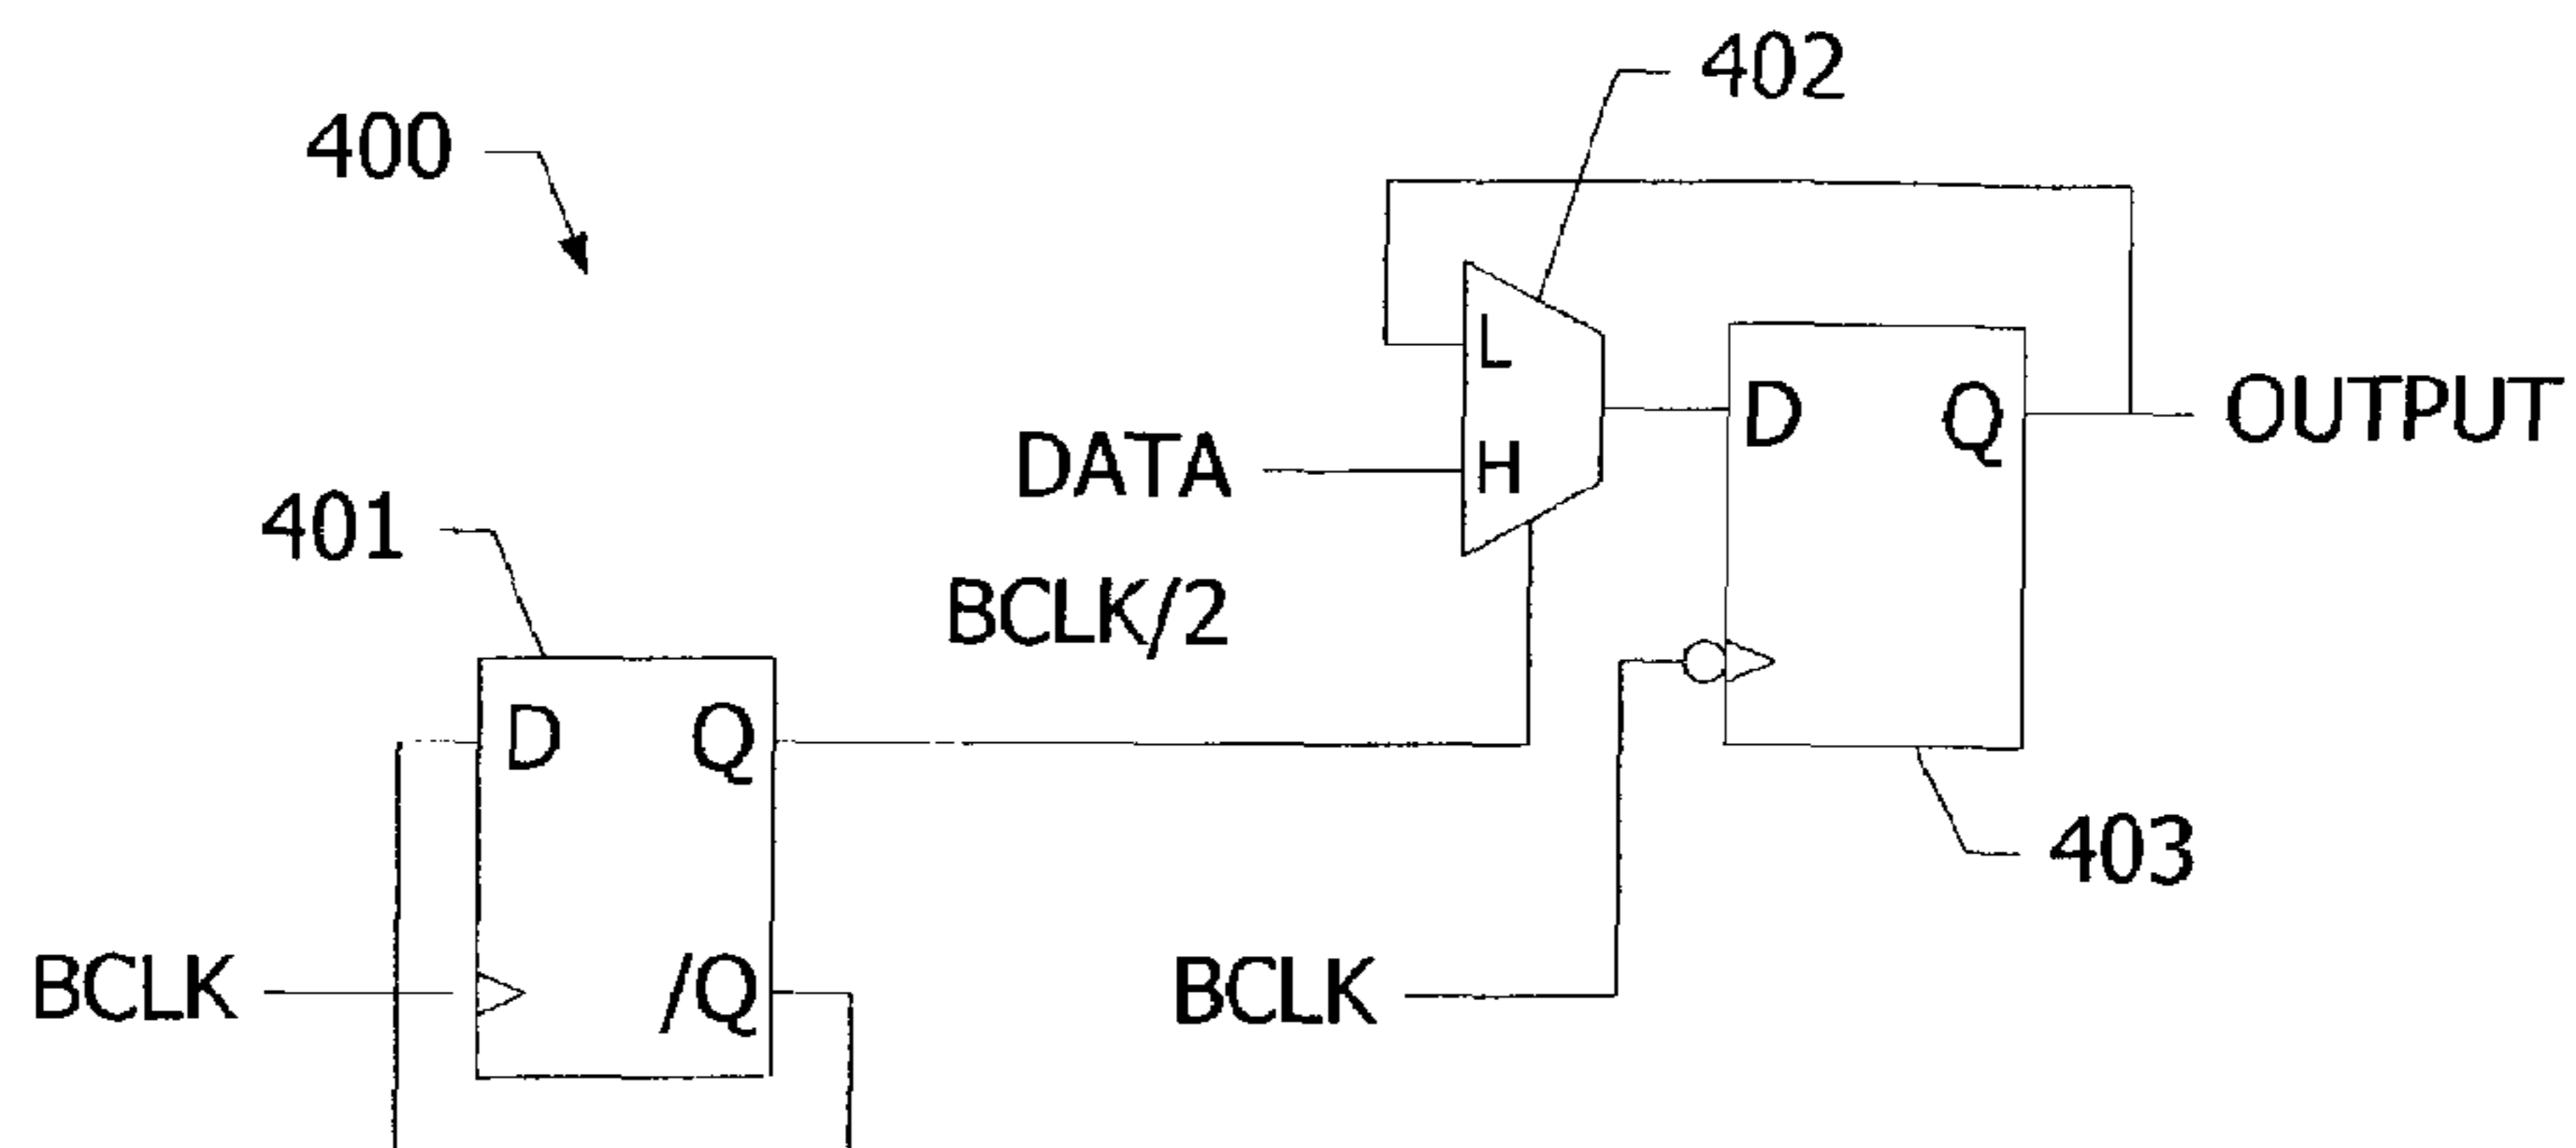 402
400
L
D Q OUTPUT
DATA H
401
BCLK/2
D Q
403
BCLK /Q BCLK